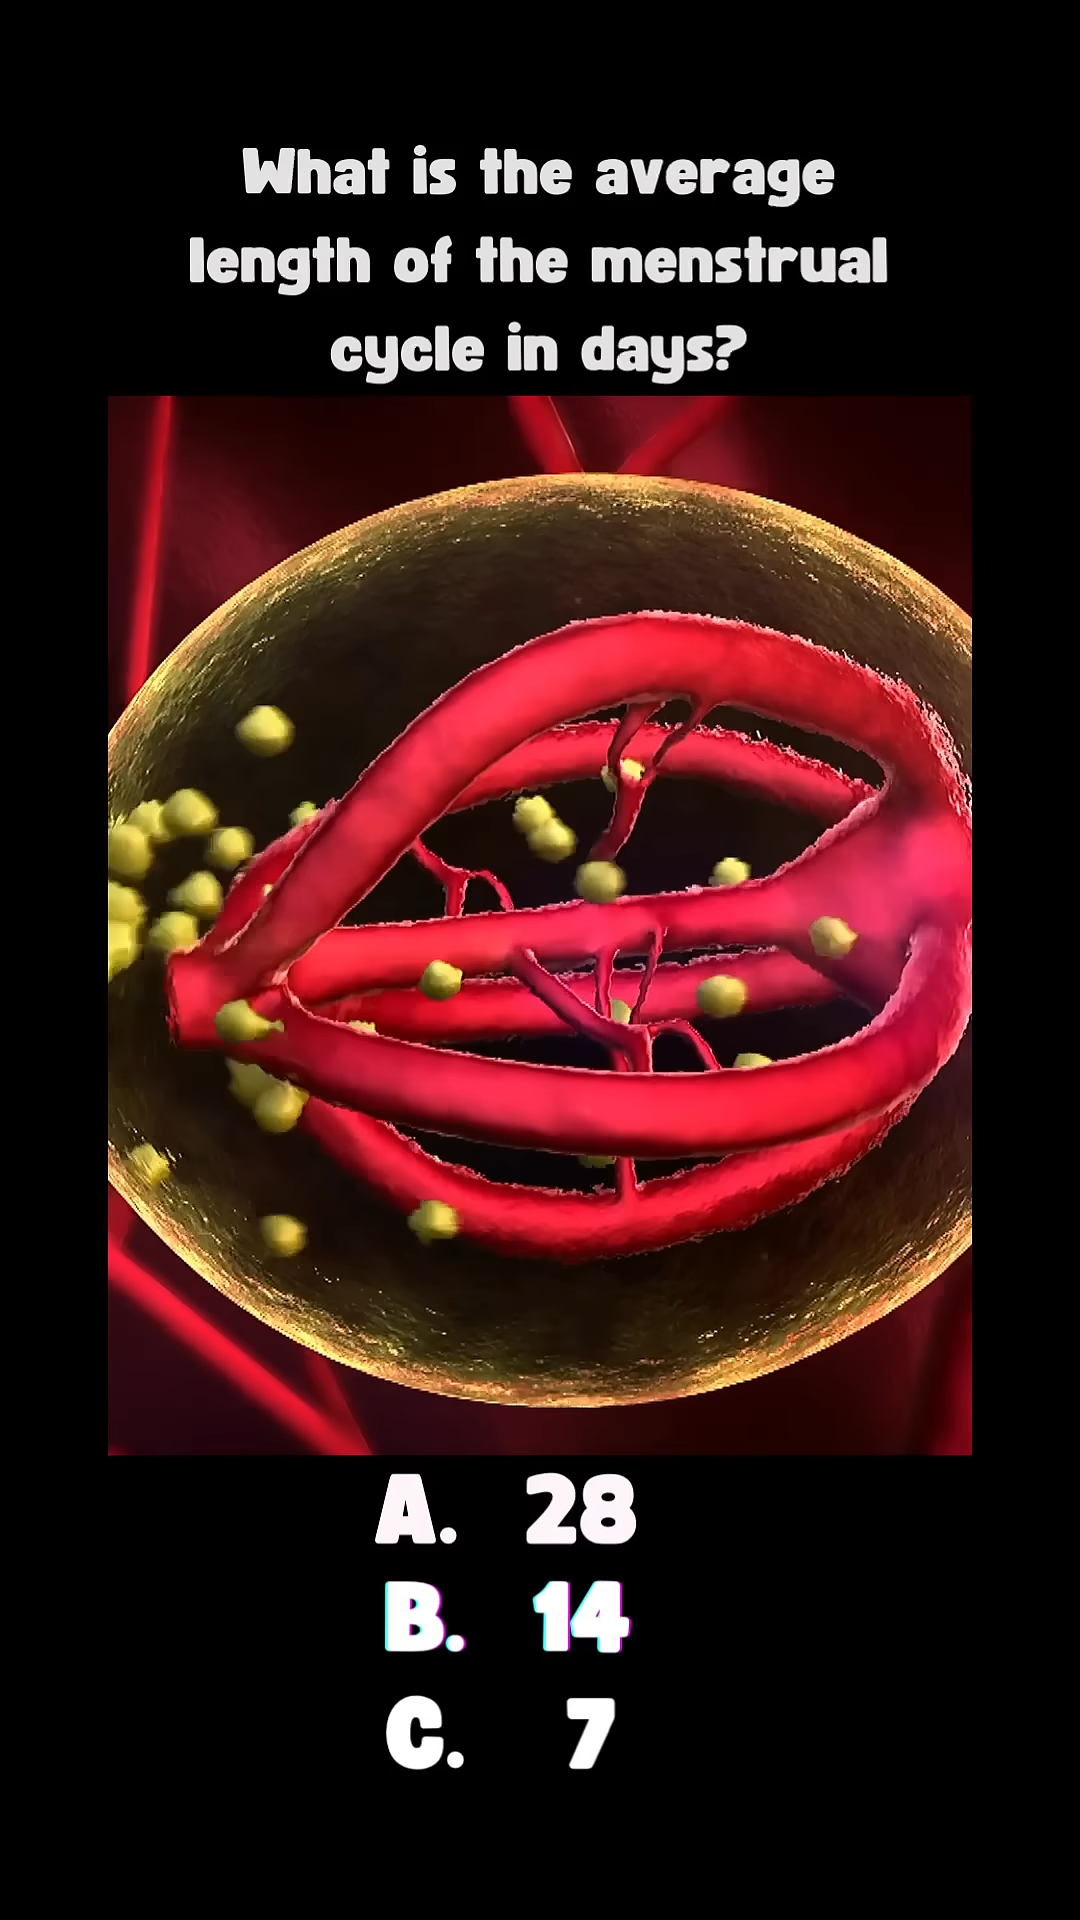 What is the average
length of the menstrual
cycle in days?
A. 28
B. 14
C. 7